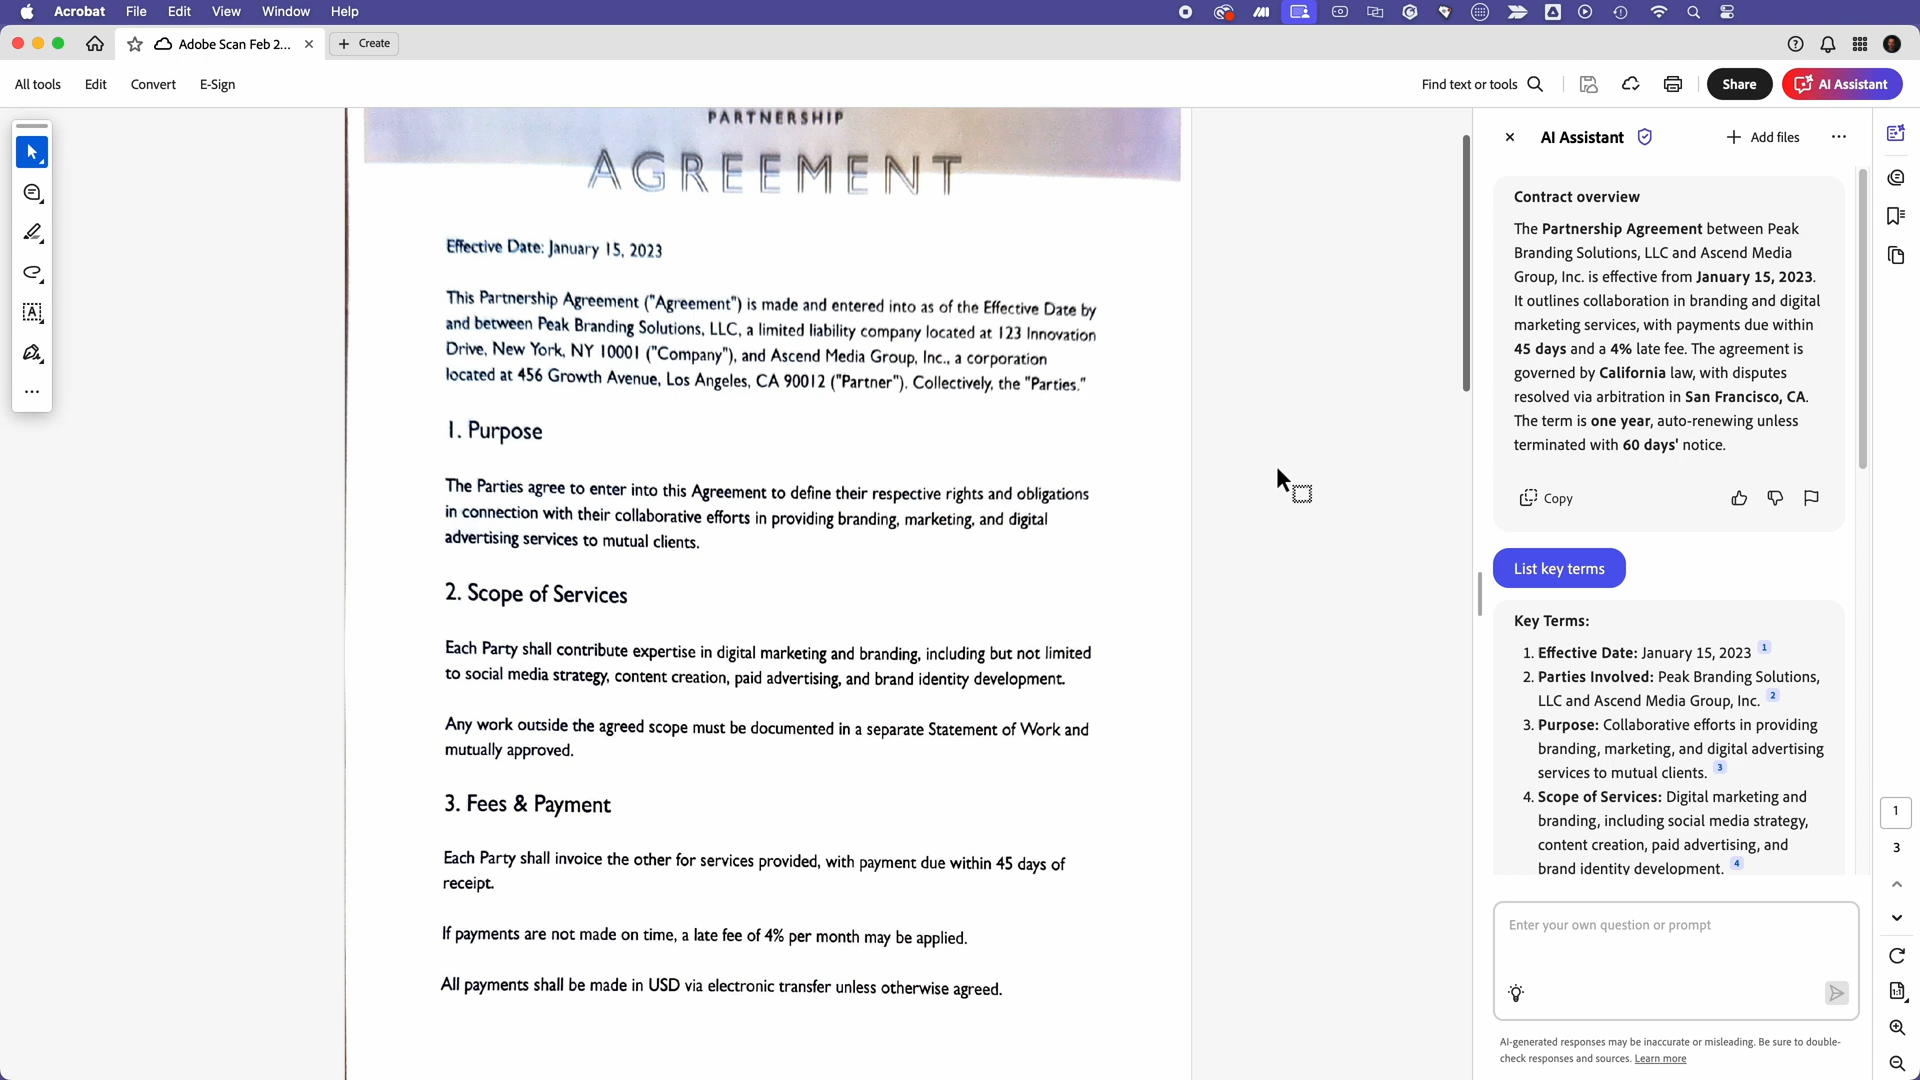 Acrobat File Edit View Window Help
Adobe Scan Feb 2... Create
All tools Edit Convert E-Sign Find text or tools Share AI Assistant
PARTNERSHIP
AGREEMENT
Effective Date: January 15, 2023
This Partnership Agreement ("Agreement") is made and entered into as of the Effective Date by
and between Peak Branding Solutions, LLC, a limited liability company located at 123 Innovation
Drive, New York, NY 10001 ("Company"), and Ascend Media Group, Inc., a corporation
located at 456 Growth Avenue, Los Angeles, CA 90012 ("Partner"). Collectively, the "Parties."
1. Purpose
The Parties agree to enter into this Agreement to define their respective rights and obligations
in connection with their collaborative efforts in providing branding, marketing, and digital
advertising services to mutual clients.
2. Scope of Services
Each Party shall contribute expertise in digital marketing and branding, including but not limited
to social media strategy, content creation, paid advertising, and brand identity development.
Any work outside the agreed scope must be documented in a separate Statement of Work and
mutually approved.
3. Fees & Payment
Each Party shall invoice the other for services provided, with payment due within 45 days of
receipt.
If payments are not made on time, a late fee of 4% per month may be applied.
All payments shall be made in USD via electronic transfer unless otherwise agreed.
AI Assistant Add files
Contract overview
The Partnership Agreement between Peak
Branding Solutions, LLC and Ascend Media
Group, Inc. is effective from January 15, 2023.
It outlines collaboration in branding and digital
marketing services, with payments due within
45 days and a 4% late fee. The agreement is
governed by California law, with disputes
resolved via arbitration in San Francisco, CA.
The term is one year, auto-renewing unless
terminated with 60 days' notice.
Copy
List key terms
Key Terms:
1. Effective Date: January 15, 2023 1
2. Parties Involved: Peak Branding Solutions,
LLC and Ascend Media Group, Inc. 2
3. Purpose: Collaborative efforts in providing
branding, marketing, and digital advertising
services to mutual clients. 3
4. Scope of Services: Digital marketing and
branding, including social media strategy,
content creation, paid advertising, and
brand identity development. 4
Enter your own question or prompt
AI-generated responses may be inaccurate or misleading. Be sure to double-
check responses and sources. Learn more
1
3
1:1